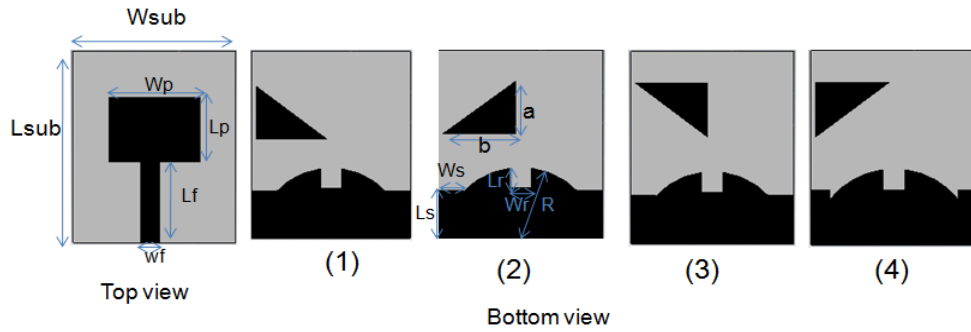 Wsub
Wp
Lsub
Lp
Lf
wf
Top view
(1)
a
b
Ws
Lr
Wr
R
Ls
(2)
(3)
(4)
Bottom view